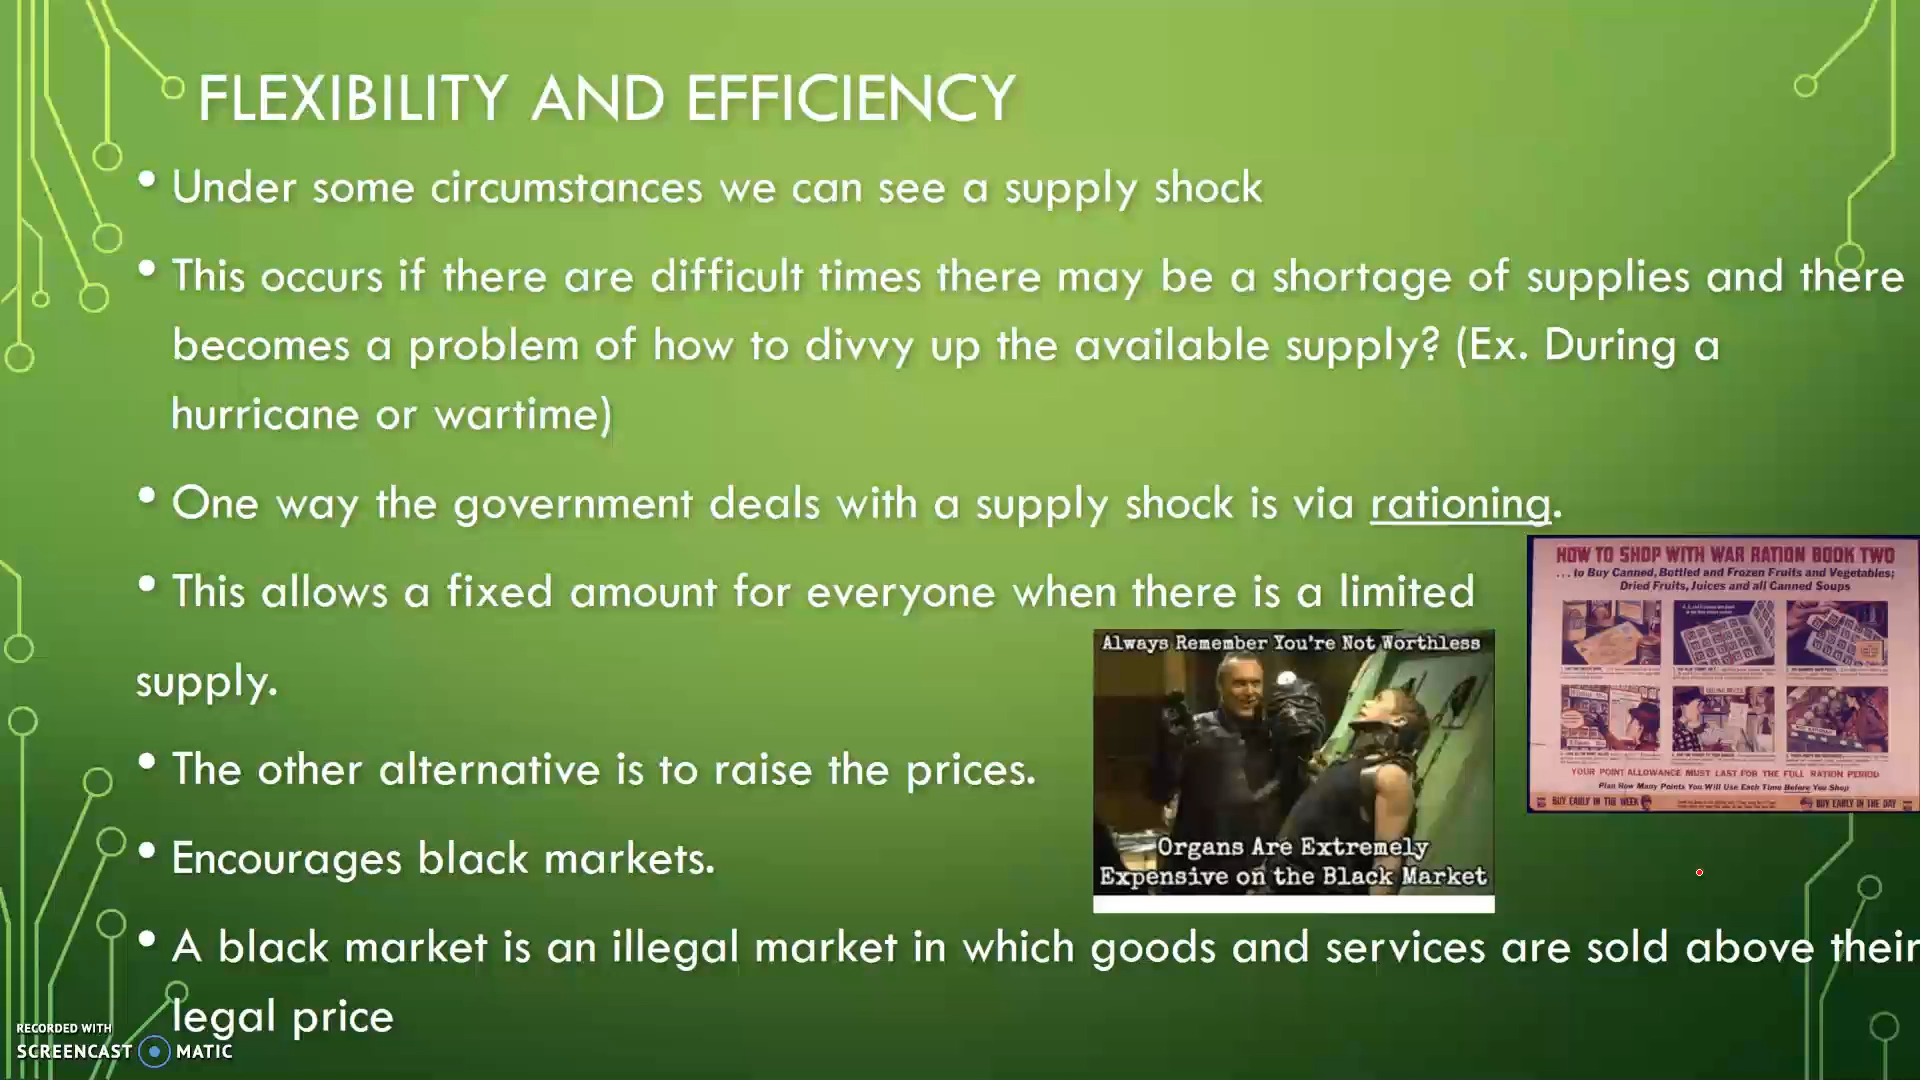 FLEXIBILITY AND EFFICIENCY
• Under some circumstances we can see a supply shock
• This occurs if there are difficult times there may be a shortage of supplies and there
becomes a problem of how to divvy up the available supply? (Ex. During a
hurricane or wartime)
• One way the government deals with a supply shock is via rationing.
• This allows a fixed amount for everyone when there is a limited
supply.
• The other alternative is to raise the prices.
• Encourages black markets.
• A black market is an illegal market in which goods and services are sold above their
legal price
HOW TO SHOP WITH WAR RATION BOOK TWO
... to Buy Canned, Bottled and Frozen Fruits and Vegetables;
Dried Fruits, Juices and all Canned Soups
YOUR POINT ALLOWANCE MUST LAST FOR THE FULL RATION PERIOD
Plan How Many Points You Will Use Each Time Before You Shop
BUY EARLY IN THE WEEK
BUY EARLY IN THE DAY
Always Remember You're Not Worthless
Organs Are Extremely
Expensive on the Black Market
RECORDED WITH
SCREENCAST MATIC